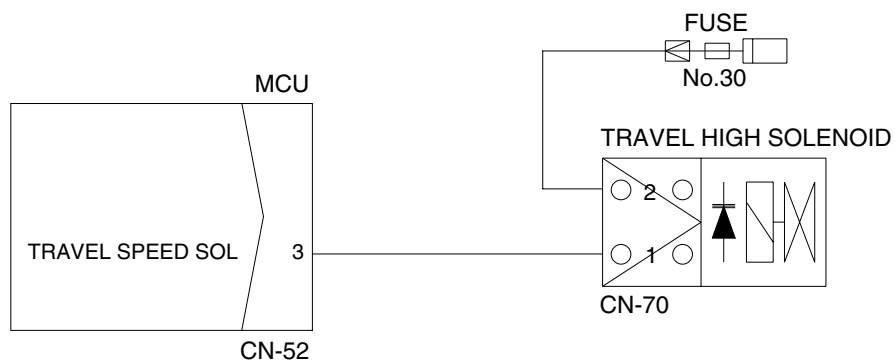 FUSE
No.30
MCU
TRAVEL HIGH SOLENOID
2
TRAVEL SPEED SOL 3
1
CN-70
CN-52